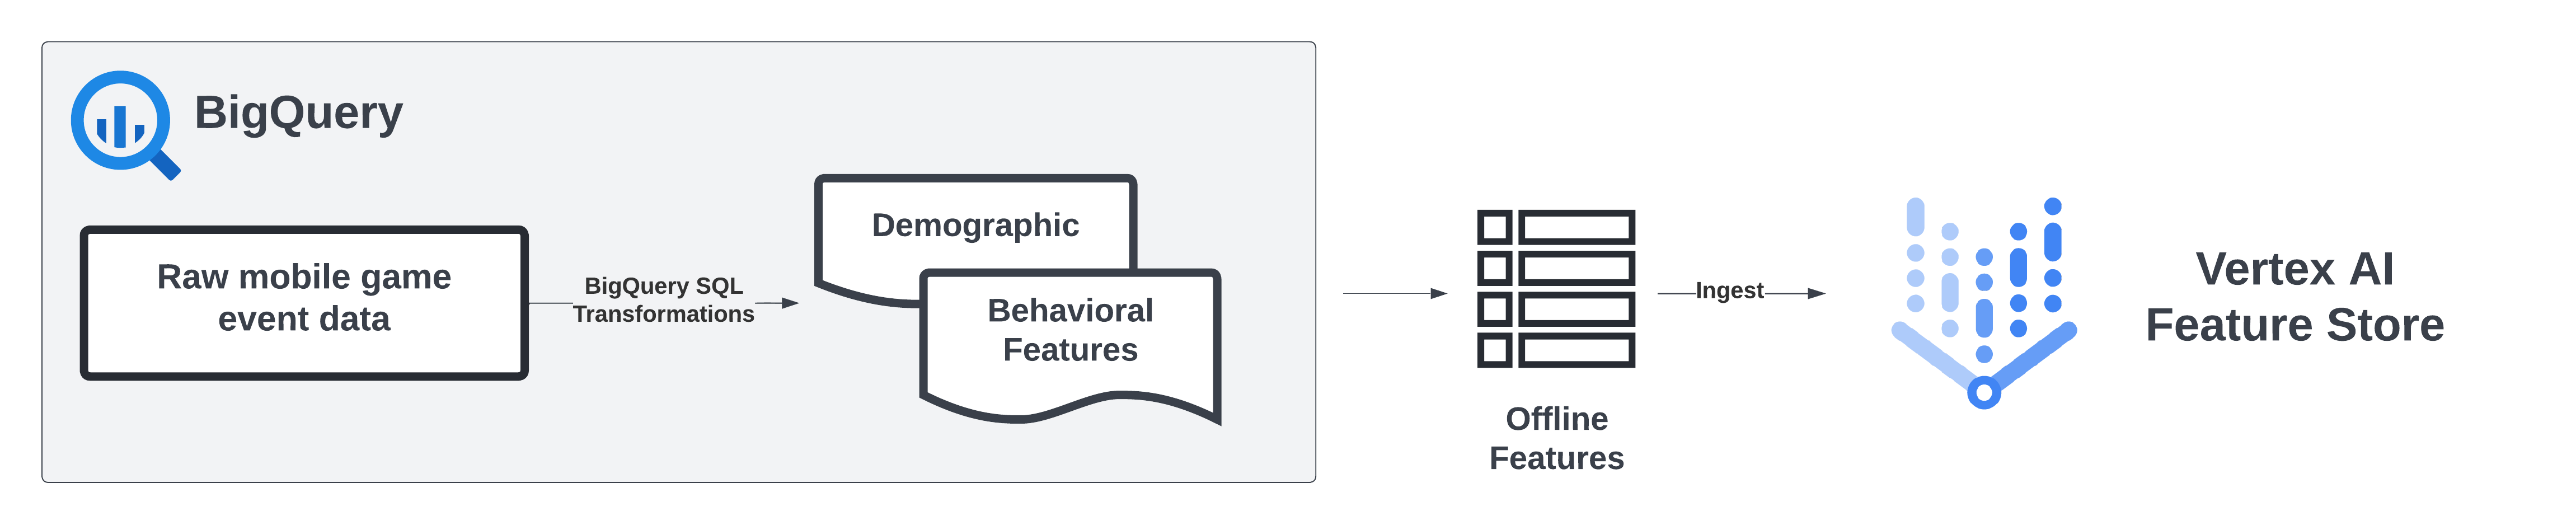 BigQuery
Raw mobile game
event data
BigQuery SQL
Transformations
Demographic
Behavioral
Features
Offline
Features
Ingest
Vertex AI
Feature Store